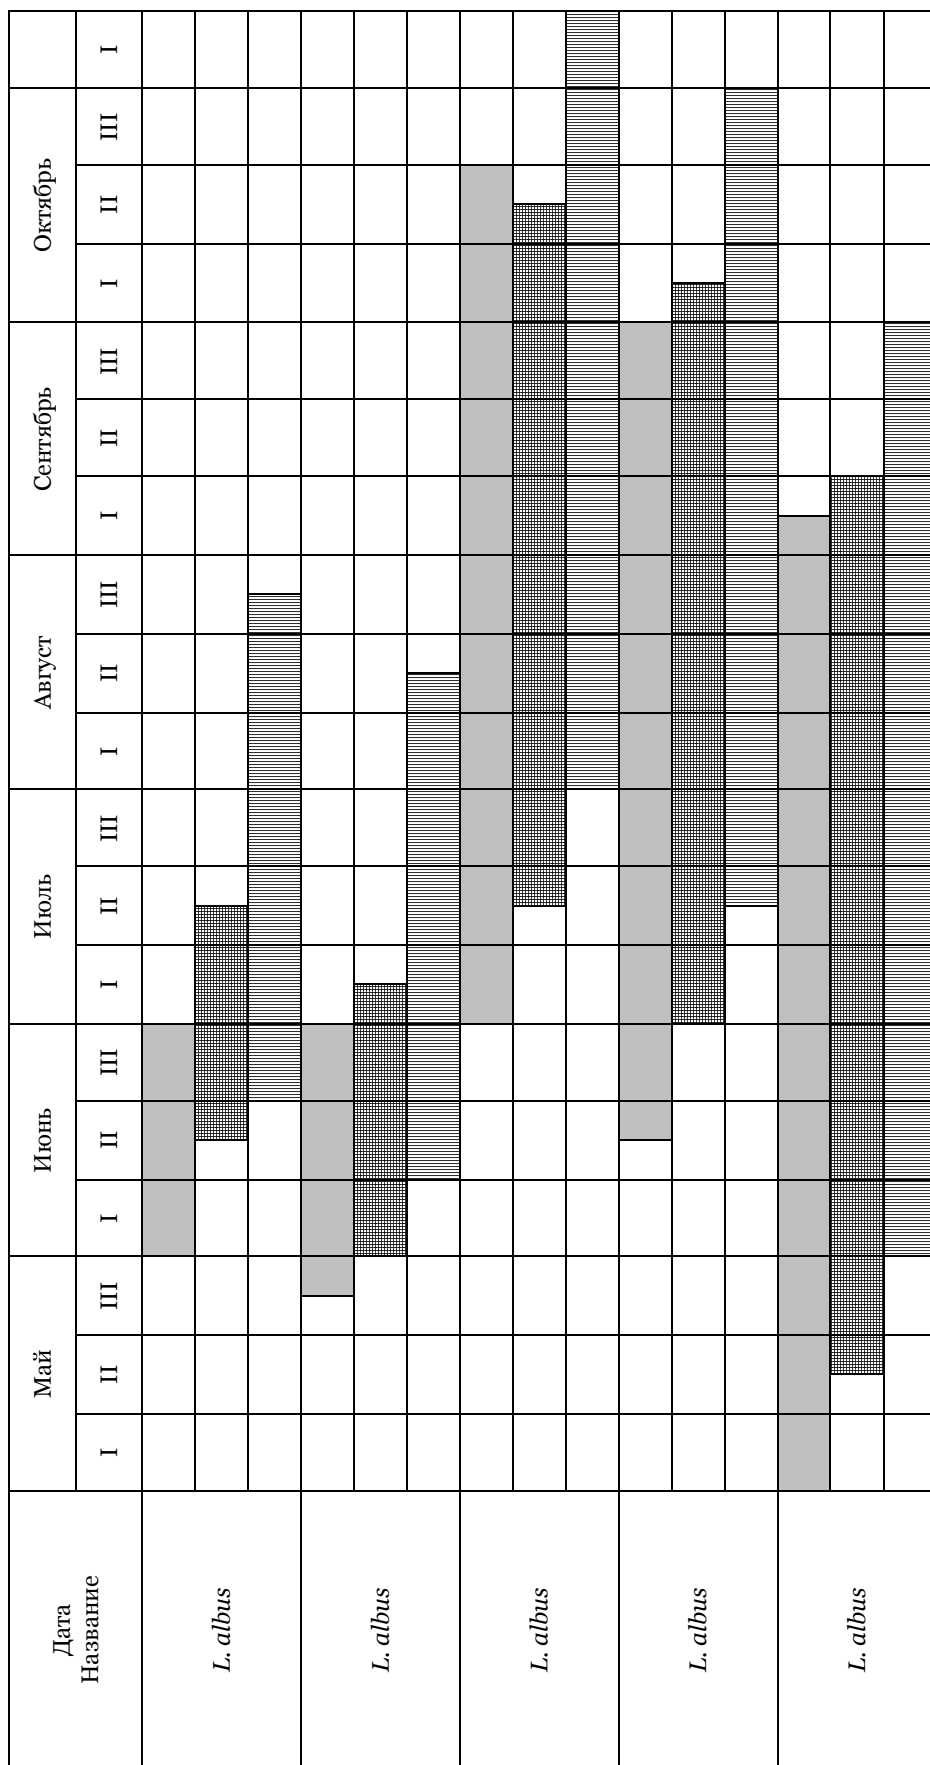 Дата
Название
Май
Июнь
Июль
Август
Сентябрь
Октябрь
I
II
III
I
II
III
I
II
III
I
II
III
I
II
III
I
II
III
I
L. albus
L. albus
L. albus
L. albus
L. albus